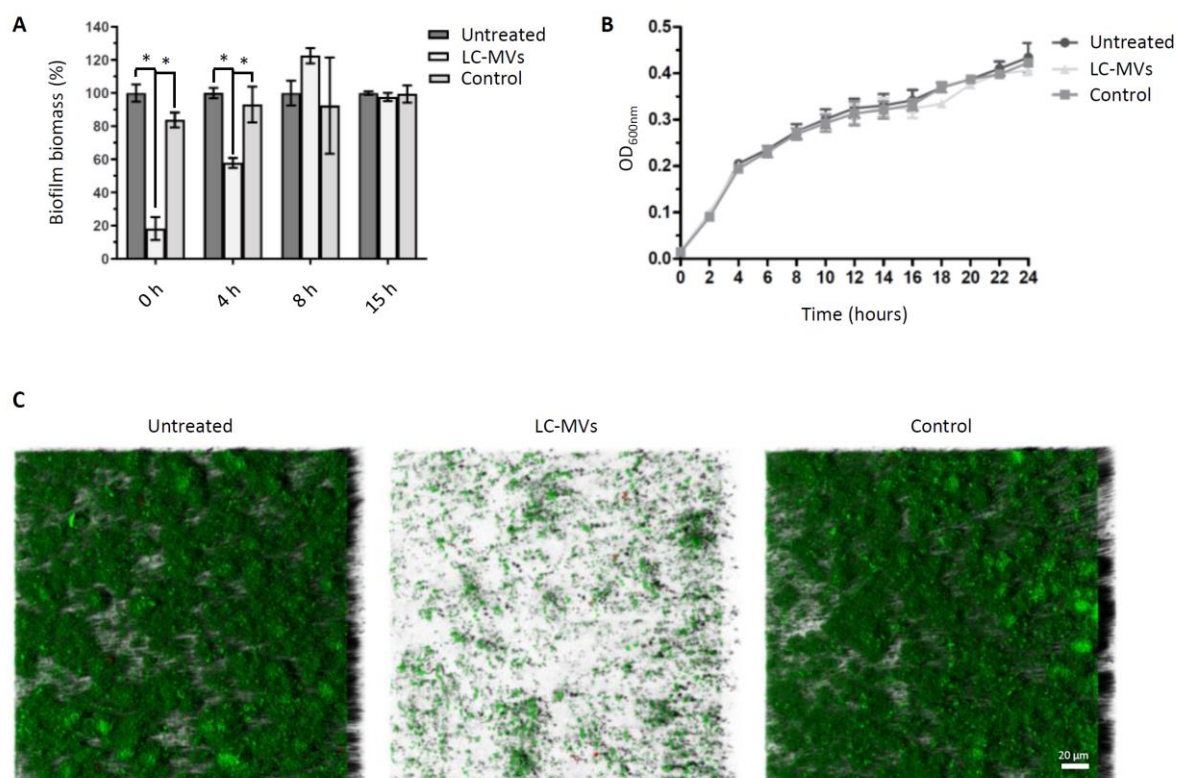 A
Biofilm biomass (%)
140
120
100
80
60
40
20
0
* * * *
0 h 4 h 8 h 15 h
Untreated
LC-MVs
Control
B
OD600nm
0.5
0.4
0.3
0.2
0.1
0.0
0 2 4 6 8 10 12 14 16 18 20 22 24
Time (hours)
Untreated
LC-MVs
Control
C
Untreated LC-MVs Control
20 µm